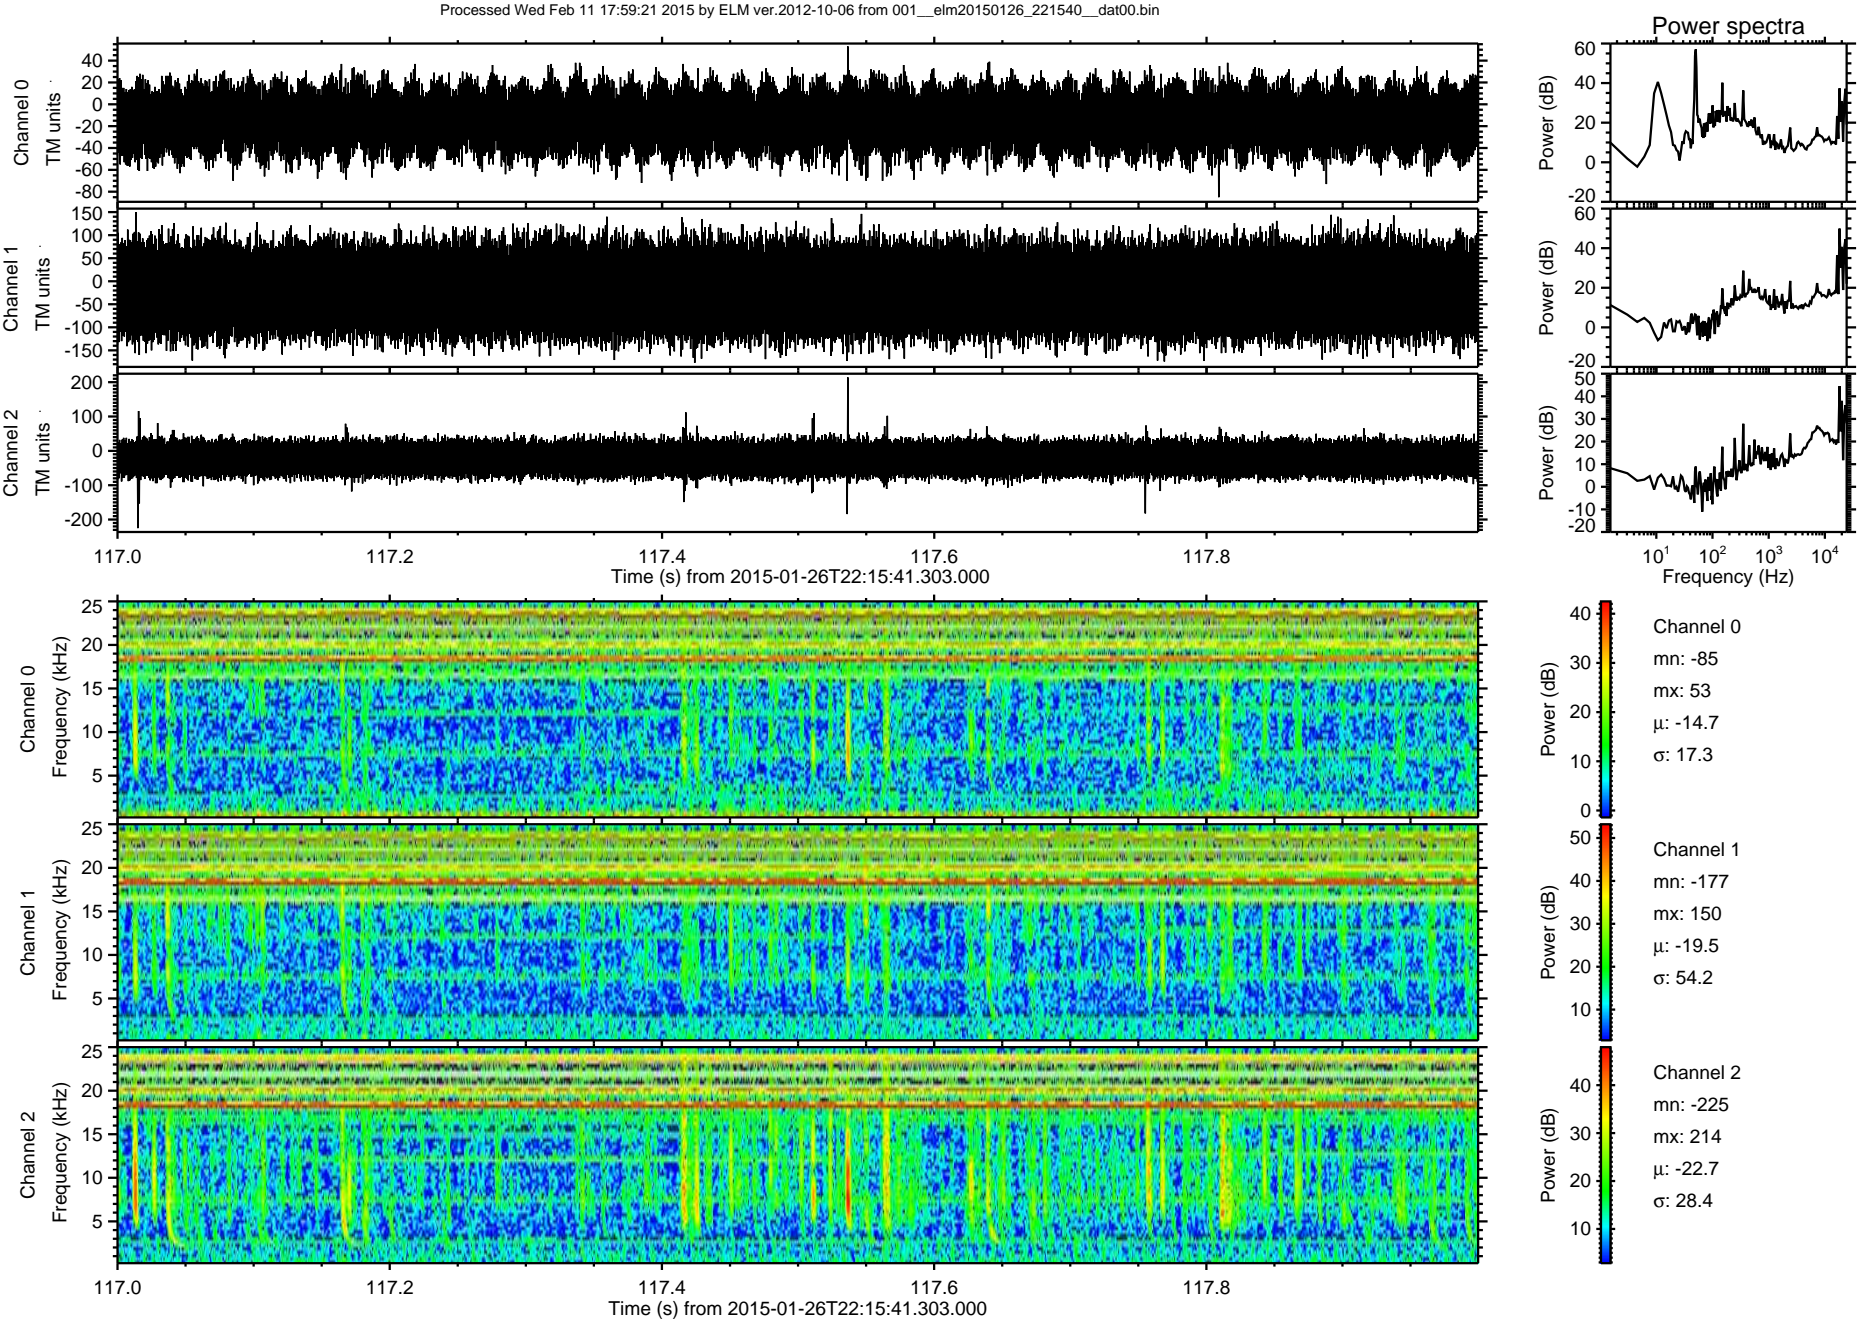 Processed Wed Feb 11 17:59:21 2015 by ELM ver.2012-10-06 from 001__elm20150126_221540__dat00.bin
Power spectra
Channel 0
TM units
40
20
0
-20
-40
-60
-80
Power (dB)
60
40
20
0
-20
Channel 1
TM units
150
100
50
0
-50
-100
-150
Power (dB)
60
40
20
0
-20
Channel 2
TM units
200
100
0
-100
-200
Power (dB)
50
40
30
20
10
0
-10
-20
117.0 117.2 117.4 117.6 117.8
Time (s) from 2015-01-26T22:15:41.303.000
10¹ 10² 10³ 10⁴
Frequency (Hz)
Channel 0
Frequency (kHz)
25
20
15
10
5
Power (dB)
40
30
20
10
0
Channel 0
mn: -85
mx: 53
µ: -14.7
σ: 17.3
Channel 1
Frequency (kHz)
25
20
15
10
5
Power (dB)
50
40
30
20
10
Channel 1
mn: -177
mx: 150
µ: -19.5
σ: 54.2
Channel 2
Frequency (kHz)
25
20
15
10
5
Power (dB)
40
30
20
10
Channel 2
mn: -225
mx: 214
µ: -22.7
σ: 28.4
117.0 117.2 117.4 117.6 117.8
Time (s) from 2015-01-26T22:15:41.303.000